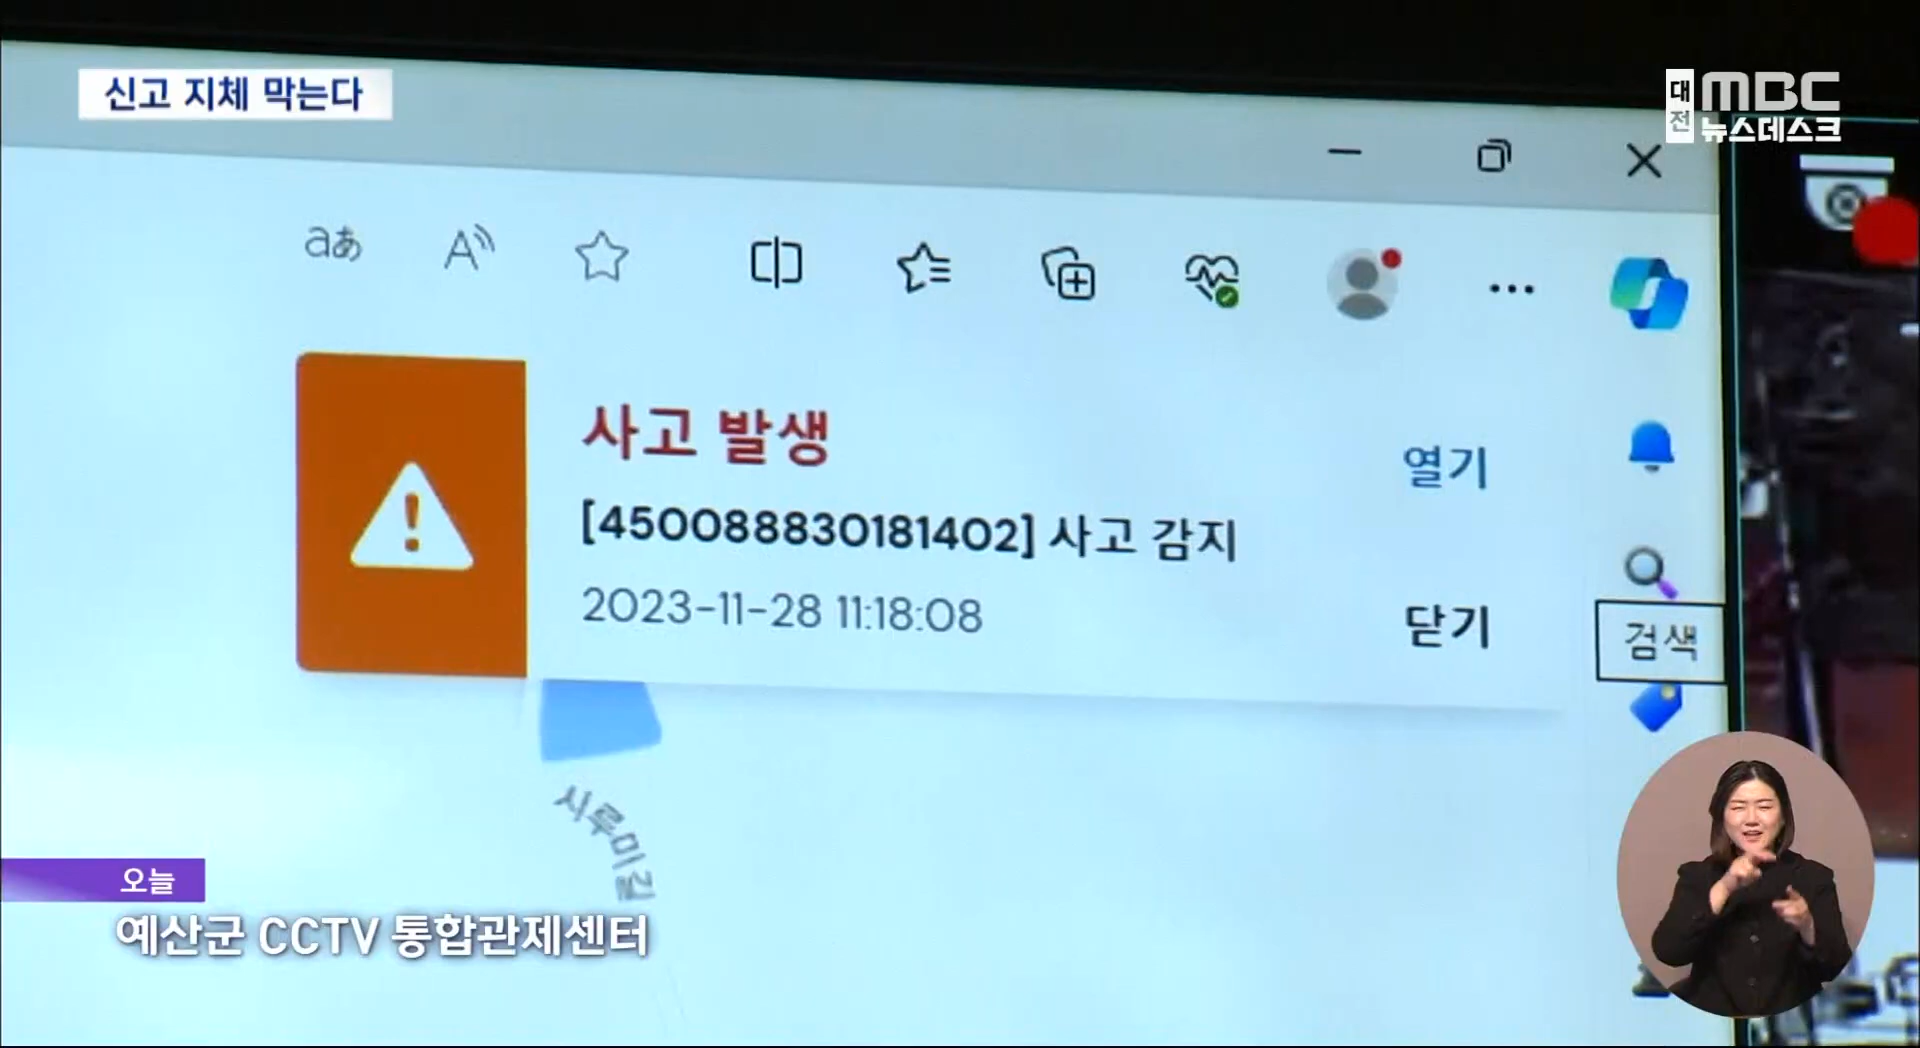 신고 지체 막는다
대전 MBC
뉴스데스크
aあ
A
사고 발생
열기
[450088830181402] 사고 감지
2023-11-28 11:18:08
닫기
검색
시루미길
오늘
예산군 CCTV 통합관제센터